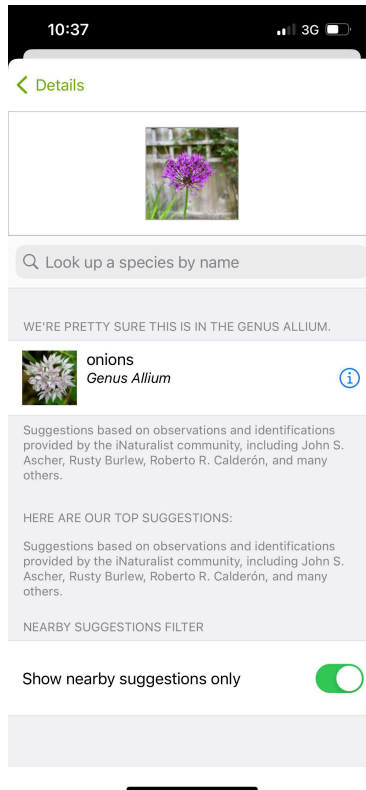 10:37
3G
Details
Look up a species by name
WE'RE PRETTY SURE THIS IS IN THE GENUS ALLIUM.
onions
Genus Allium
Suggestions based on observations and identifications
provided by the iNaturalist community, including John S.
Ascher, Rusty Burlew, Roberto R. Calderón, and many
others.
HERE ARE OUR TOP SUGGESTIONS:
Suggestions based on observations and identifications
provided by the iNaturalist community, including John S.
Ascher, Rusty Burlew, Roberto R. Calderón, and many
others.
NEARBY SUGGESTIONS FILTER
Show nearby suggestions only